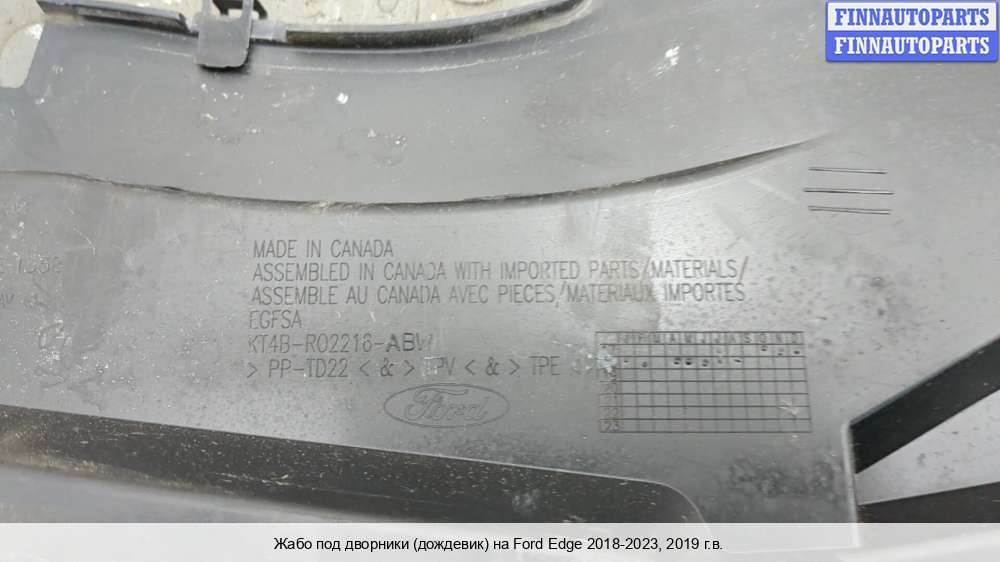 FINNAUTOPARTS
FINNAUTOPARTS
MADE IN CANADA
ASSEMBLED IN CANADA WITH IMPORTED PARTS/MATERIALS/
ASSEMBLE AU CANADA AVEC PIECES/MATERIAUX IMPORTES
EGFSA
KT4B-R02216-ABW
> PP-TD22 < & > TPV < & > TPE <
Ford
22
23
Жабо под дворники (дождевик) на Ford Edge 2018-2023, 2019 г.в.